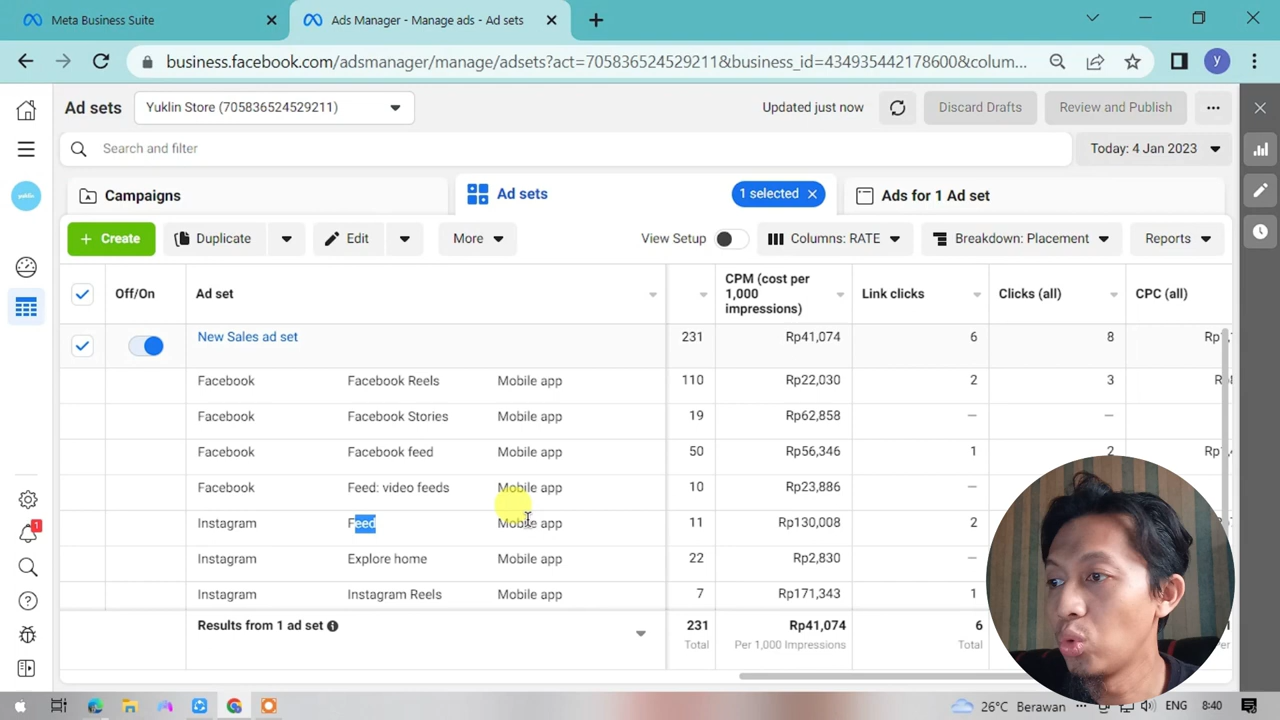 Meta Business Suite
Ads Manager - Manage ads - Ad sets
business.facebook.com/adsmanager/manage/adsets?act=705836524529211&business_id=434935442178600&colum...
y
Ad sets
Yuklin Store (705836524529211)
Updated just now
Discard Drafts
Review and Publish
Search and filter
Today: 4 Jan 2023
Campaigns
Ad sets
1 selected
Ads for 1 Ad set
+ Create
Duplicate
Edit
More
View Setup
Columns: RATE
Breakdown: Placement
Reports
Off/On
Ad set
CPM (cost per
1,000
impressions)
Link clicks
Clicks (all)
CPC (all)
New Sales ad set 231 Rp41,074 6 8
Facebook Facebook Reels Mobile app 110 Rp22,030 2 3
Facebook Facebook Stories Mobile app 19 Rp62,858 — —
Facebook Facebook feed Mobile app 50 Rp56,346 1 2
Facebook Feed: video feeds Mobile app 10 Rp23,886 —
Instagram Feed Mobile app 11 Rp130,008 2
Instagram Explore home Mobile app 22 Rp2,830 —
Instagram Instagram Reels Mobile app 7 Rp171,343 1
Results from 1 ad set 231 Rp41,074 6
Total Per 1,000 Impressions Total
1
26°C Berawan
ENG
8:40